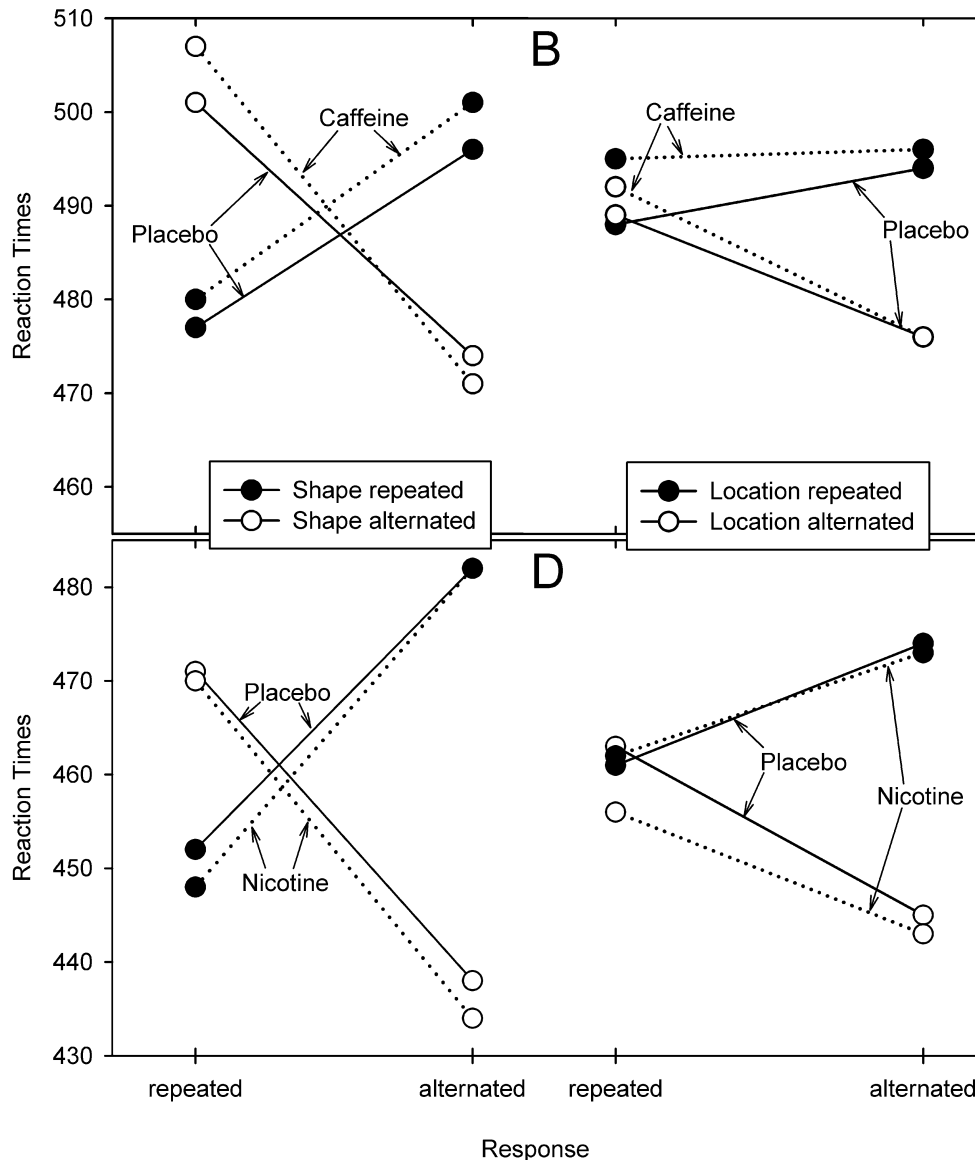 B
510
500
490
480
470
460
Reaction Times
Caffeine
Placebo
Caffeine
Placebo
Shape repeated
Shape alternated
Location repeated
Location alternated
D
480
470
460
450
440
430
Reaction Times
Placebo
Nicotine
Placebo
Nicotine
repeated
alternated
repeated
alternated
Response